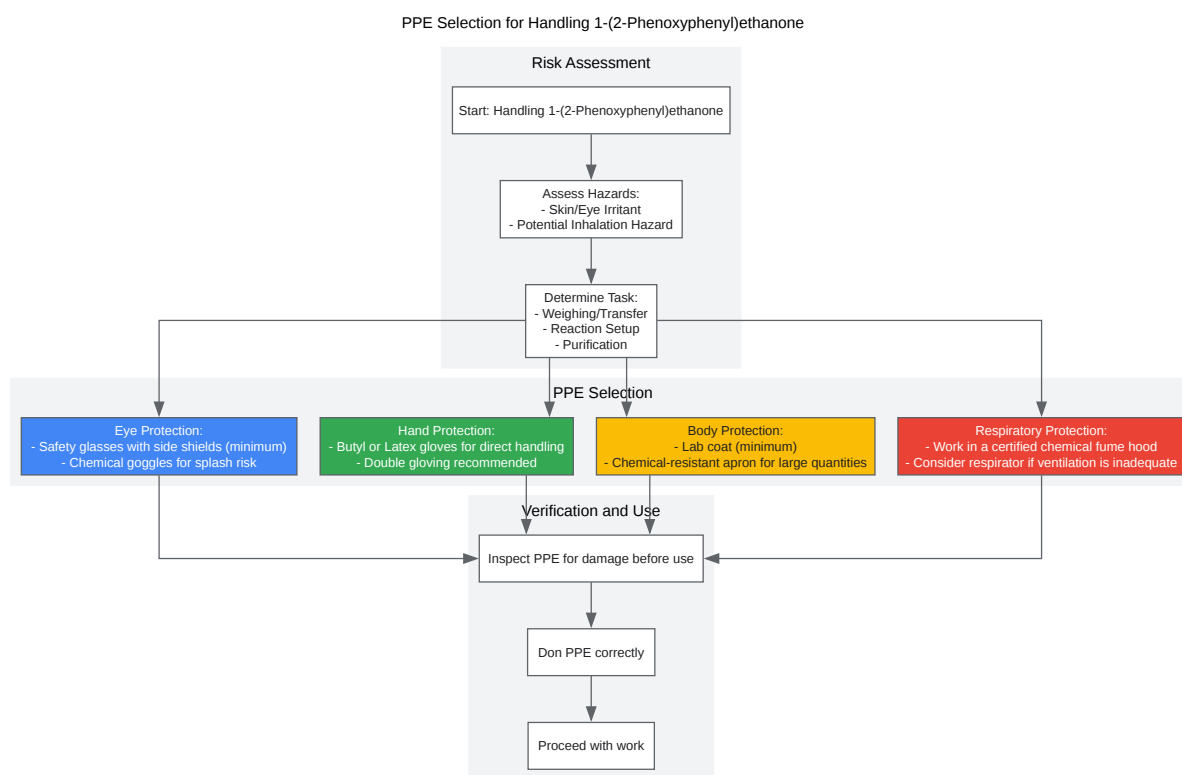 PPE Selection for Handling 1-(2-Phenoxyphenyl)ethanone
Risk Assessment
Start: Handling 1-(2-Phenoxyphenyl)ethanone
Assess Hazards:
- Skin/Eye Irritant
- Potential Inhalation Hazard
Determine Task:
- Weighing/Transfer
- Reaction Setup
- Purification
PPE Selection
Eye Protection:
- Safety glasses with side shields (minimum)
- Chemical goggles for splash risk
Hand Protection:
- Butyl or Latex gloves for direct handling
- Double gloving recommended
Body Protection:
- Lab coat (minimum)
- Chemical-resistant apron for large quantities
Respiratory Protection:
- Work in a certified chemical fume hood
- Consider respirator if ventilation is inadequate
Verification and Use
Inspect PPE for damage before use
Don PPE correctly
Proceed with work